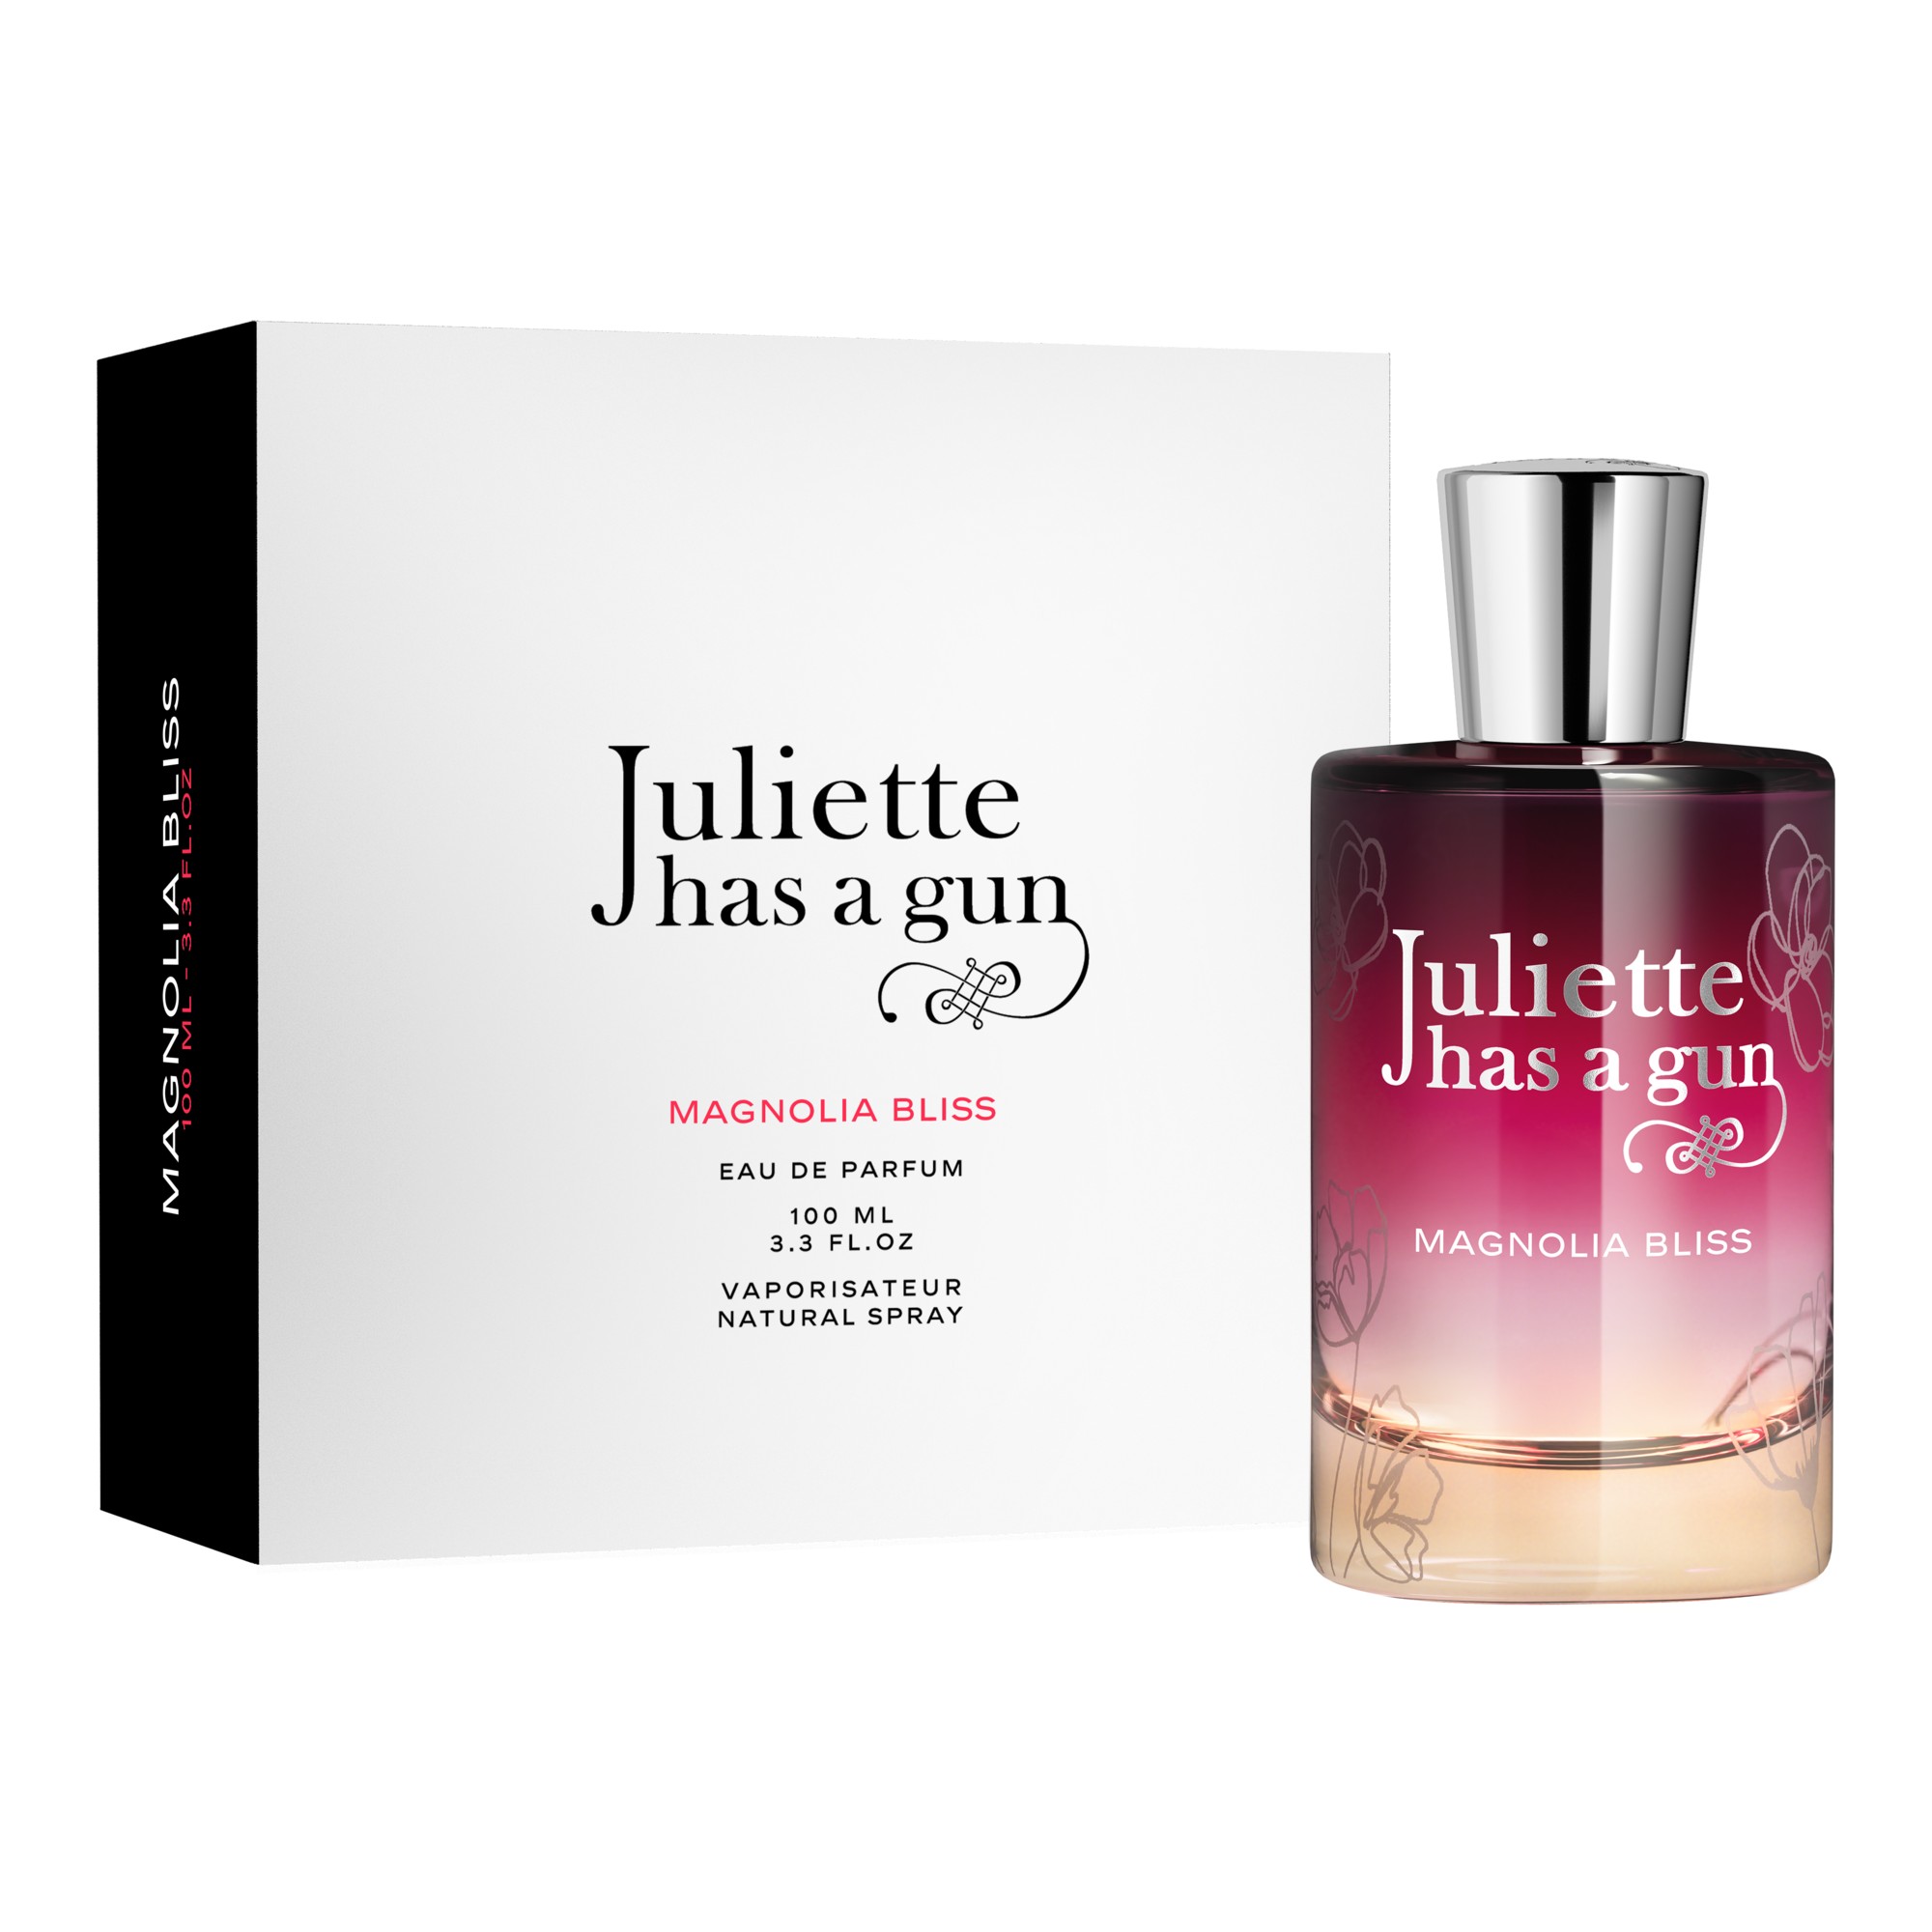 MAGNOLIA BLISS
100 ML - 3.3 FL.OZ
Juliette
has a gun
MAGNOLIA BLISS
EAU DE PARFUM
100 ML
3.3 FL.OZ
VAPORISATEUR
NATURAL SPRAY
Juliette
has a gun
MAGNOLIA BLISS